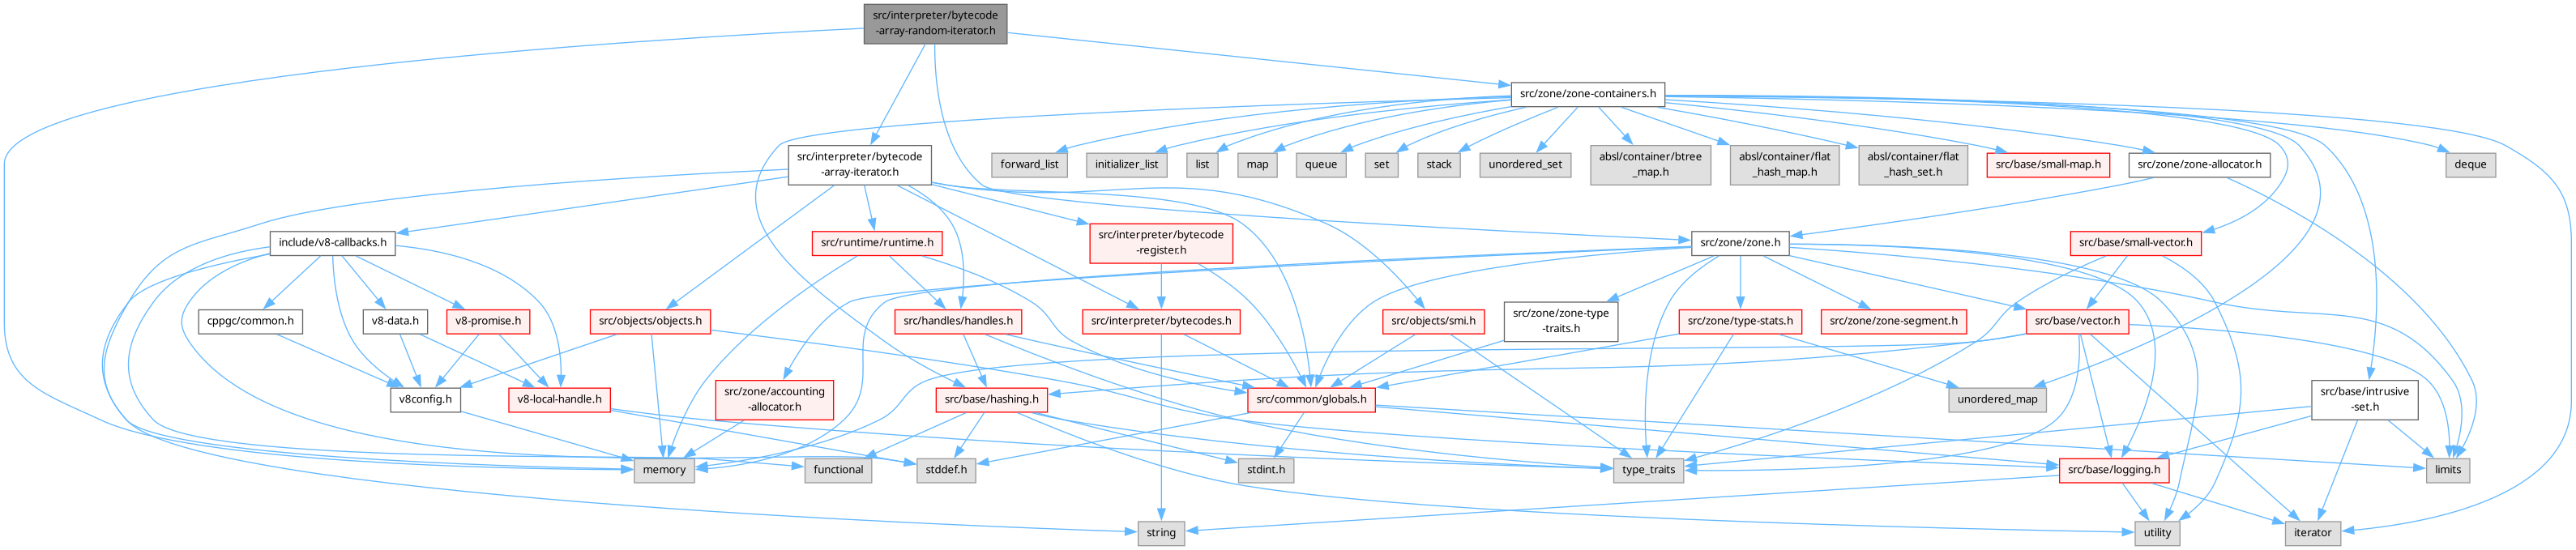 src/interpreter/bytecode
-array-random-iterator.h
src/zone/zone-containers.h
src/interpreter/bytecode
-array-iterator.h
forward_list
initializer_list
list
map
queue
set
stack
unordered_set
absl/container/btree
_map.h
absl/container/flat
_hash_map.h
absl/container/flat
_hash_set.h
src/base/small-map.h
src/zone/zone-allocator.h
deque
include/v8-callbacks.h
src/runtime/runtime.h
src/interpreter/bytecode
-register.h
src/zone/zone.h
src/base/small-vector.h
cppgc/common.h
v8-data.h
v8-promise.h
src/objects/objects.h
src/handles/handles.h
src/interpreter/bytecodes.h
src/objects/smi.h
src/zone/zone-type
-traits.h
src/zone/type-stats.h
src/zone/zone-segment.h
src/base/vector.h
v8config.h
v8-local-handle.h
src/zone/accounting
-allocator.h
src/base/hashing.h
src/common/globals.h
unordered_map
src/base/intrusive
-set.h
memory
functional
stddef.h
stdint.h
type_traits
src/base/logging.h
limits
string
utility
iterator